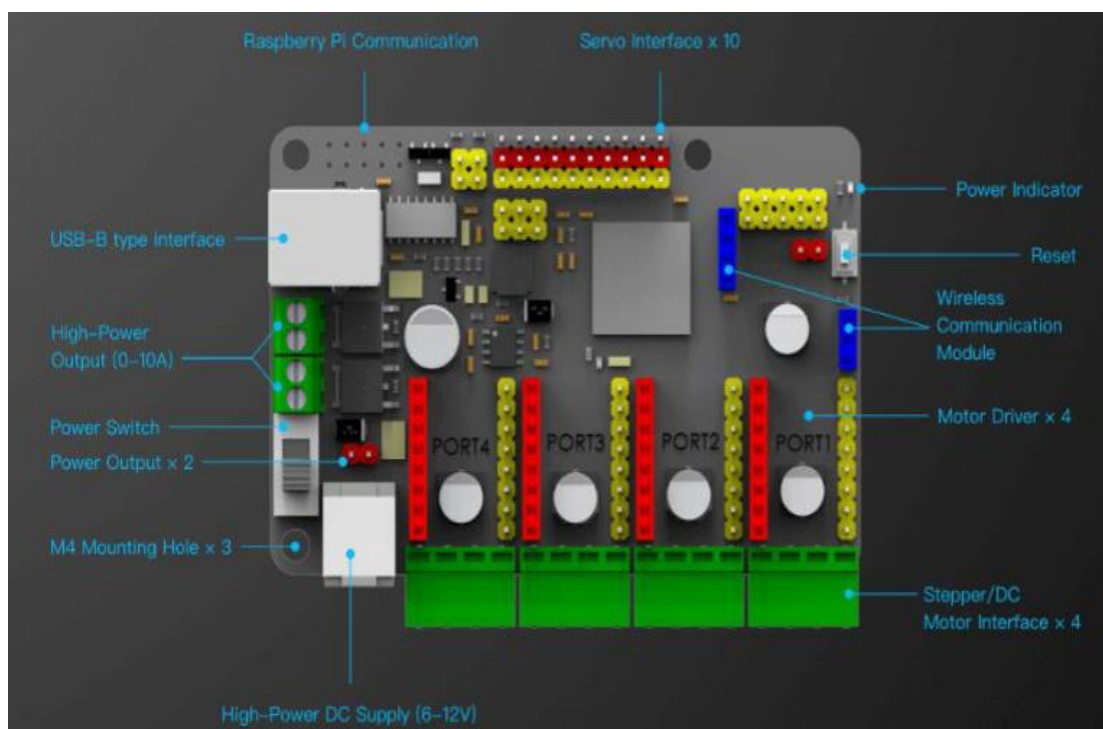 Raspberry Pi Communication
Servo Interface x 10
Power Indicator
USB-B type interface
Reset
High-Power
Output (0-10A)
Wireless
Communication
Module
Power Switch
Motor Driver × 4
PORT4
PORT3
PORT2
PORT1
Power Output × 2
M4 Mounting Hole × 3
Stepper/DC
Motor Interface × 4
High-Power DC Supply (6-12V)